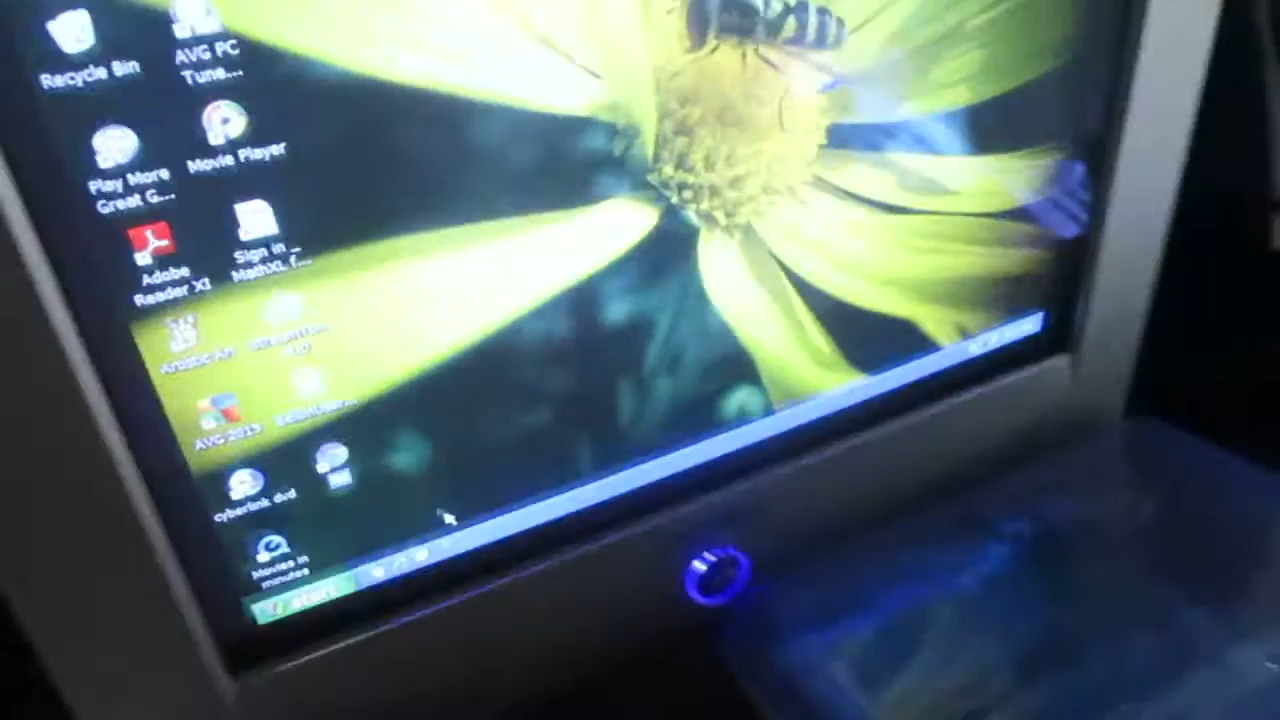 Recycle Bin
AVG PC
Tune...
Play More
Great G...
Movie Player
Adobe
Reader XI
Sign in _
MathXL f...
AVG 2013
cyberlink dvd
Movies in
minutes
start